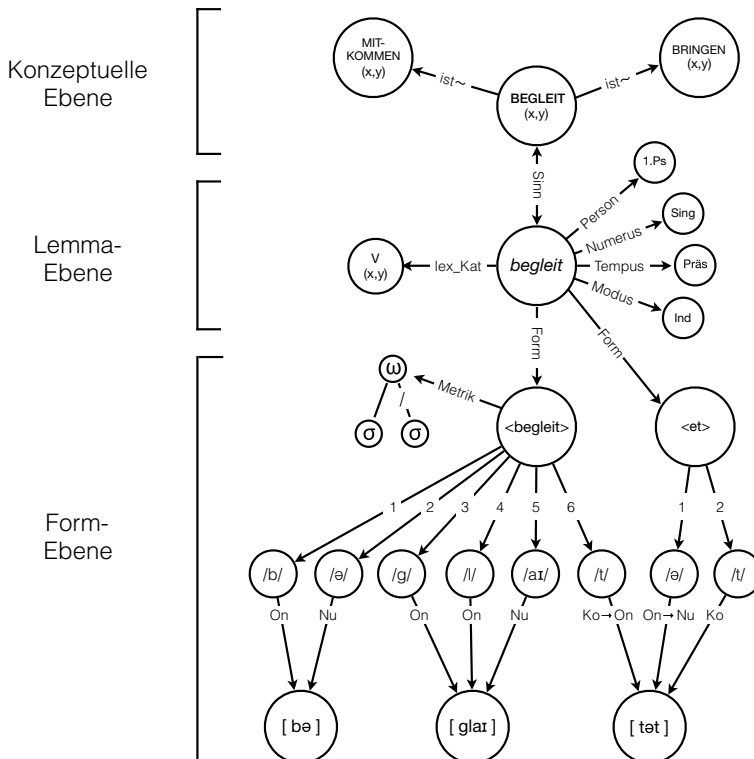 Konzeptuelle
Ebene
MIT-
KOMMEN
(x,y)
ist~
BEGLEIT
(x,y)
ist~
BRINGEN
(x,y)
Sinn
Lemma-
Ebene
V
(x,y)
lex_Kat
begleit
Person
1.Ps
Numerus
Sing
Tempus
Präs
Modus
Ind
Form
Form
Form-
Ebene
ω
/
σ
σ
Metrik
<begleit>
<et>
1
2
3
4
5
6
1
2
/b/
/ə/
/g/
/l/
/aɪ/
/t/
/ə/
/t/
On
Nu
On
On
Nu
Ko→On
On→Nu
Ko
[ bə ]
[ glaɪ ]
[ tət ]